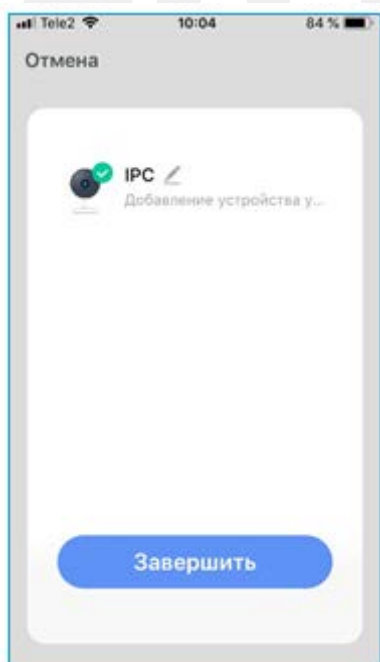 Tele2 10:04 84 %
Отмена
IPC
Добавление устройства у...
Завершить